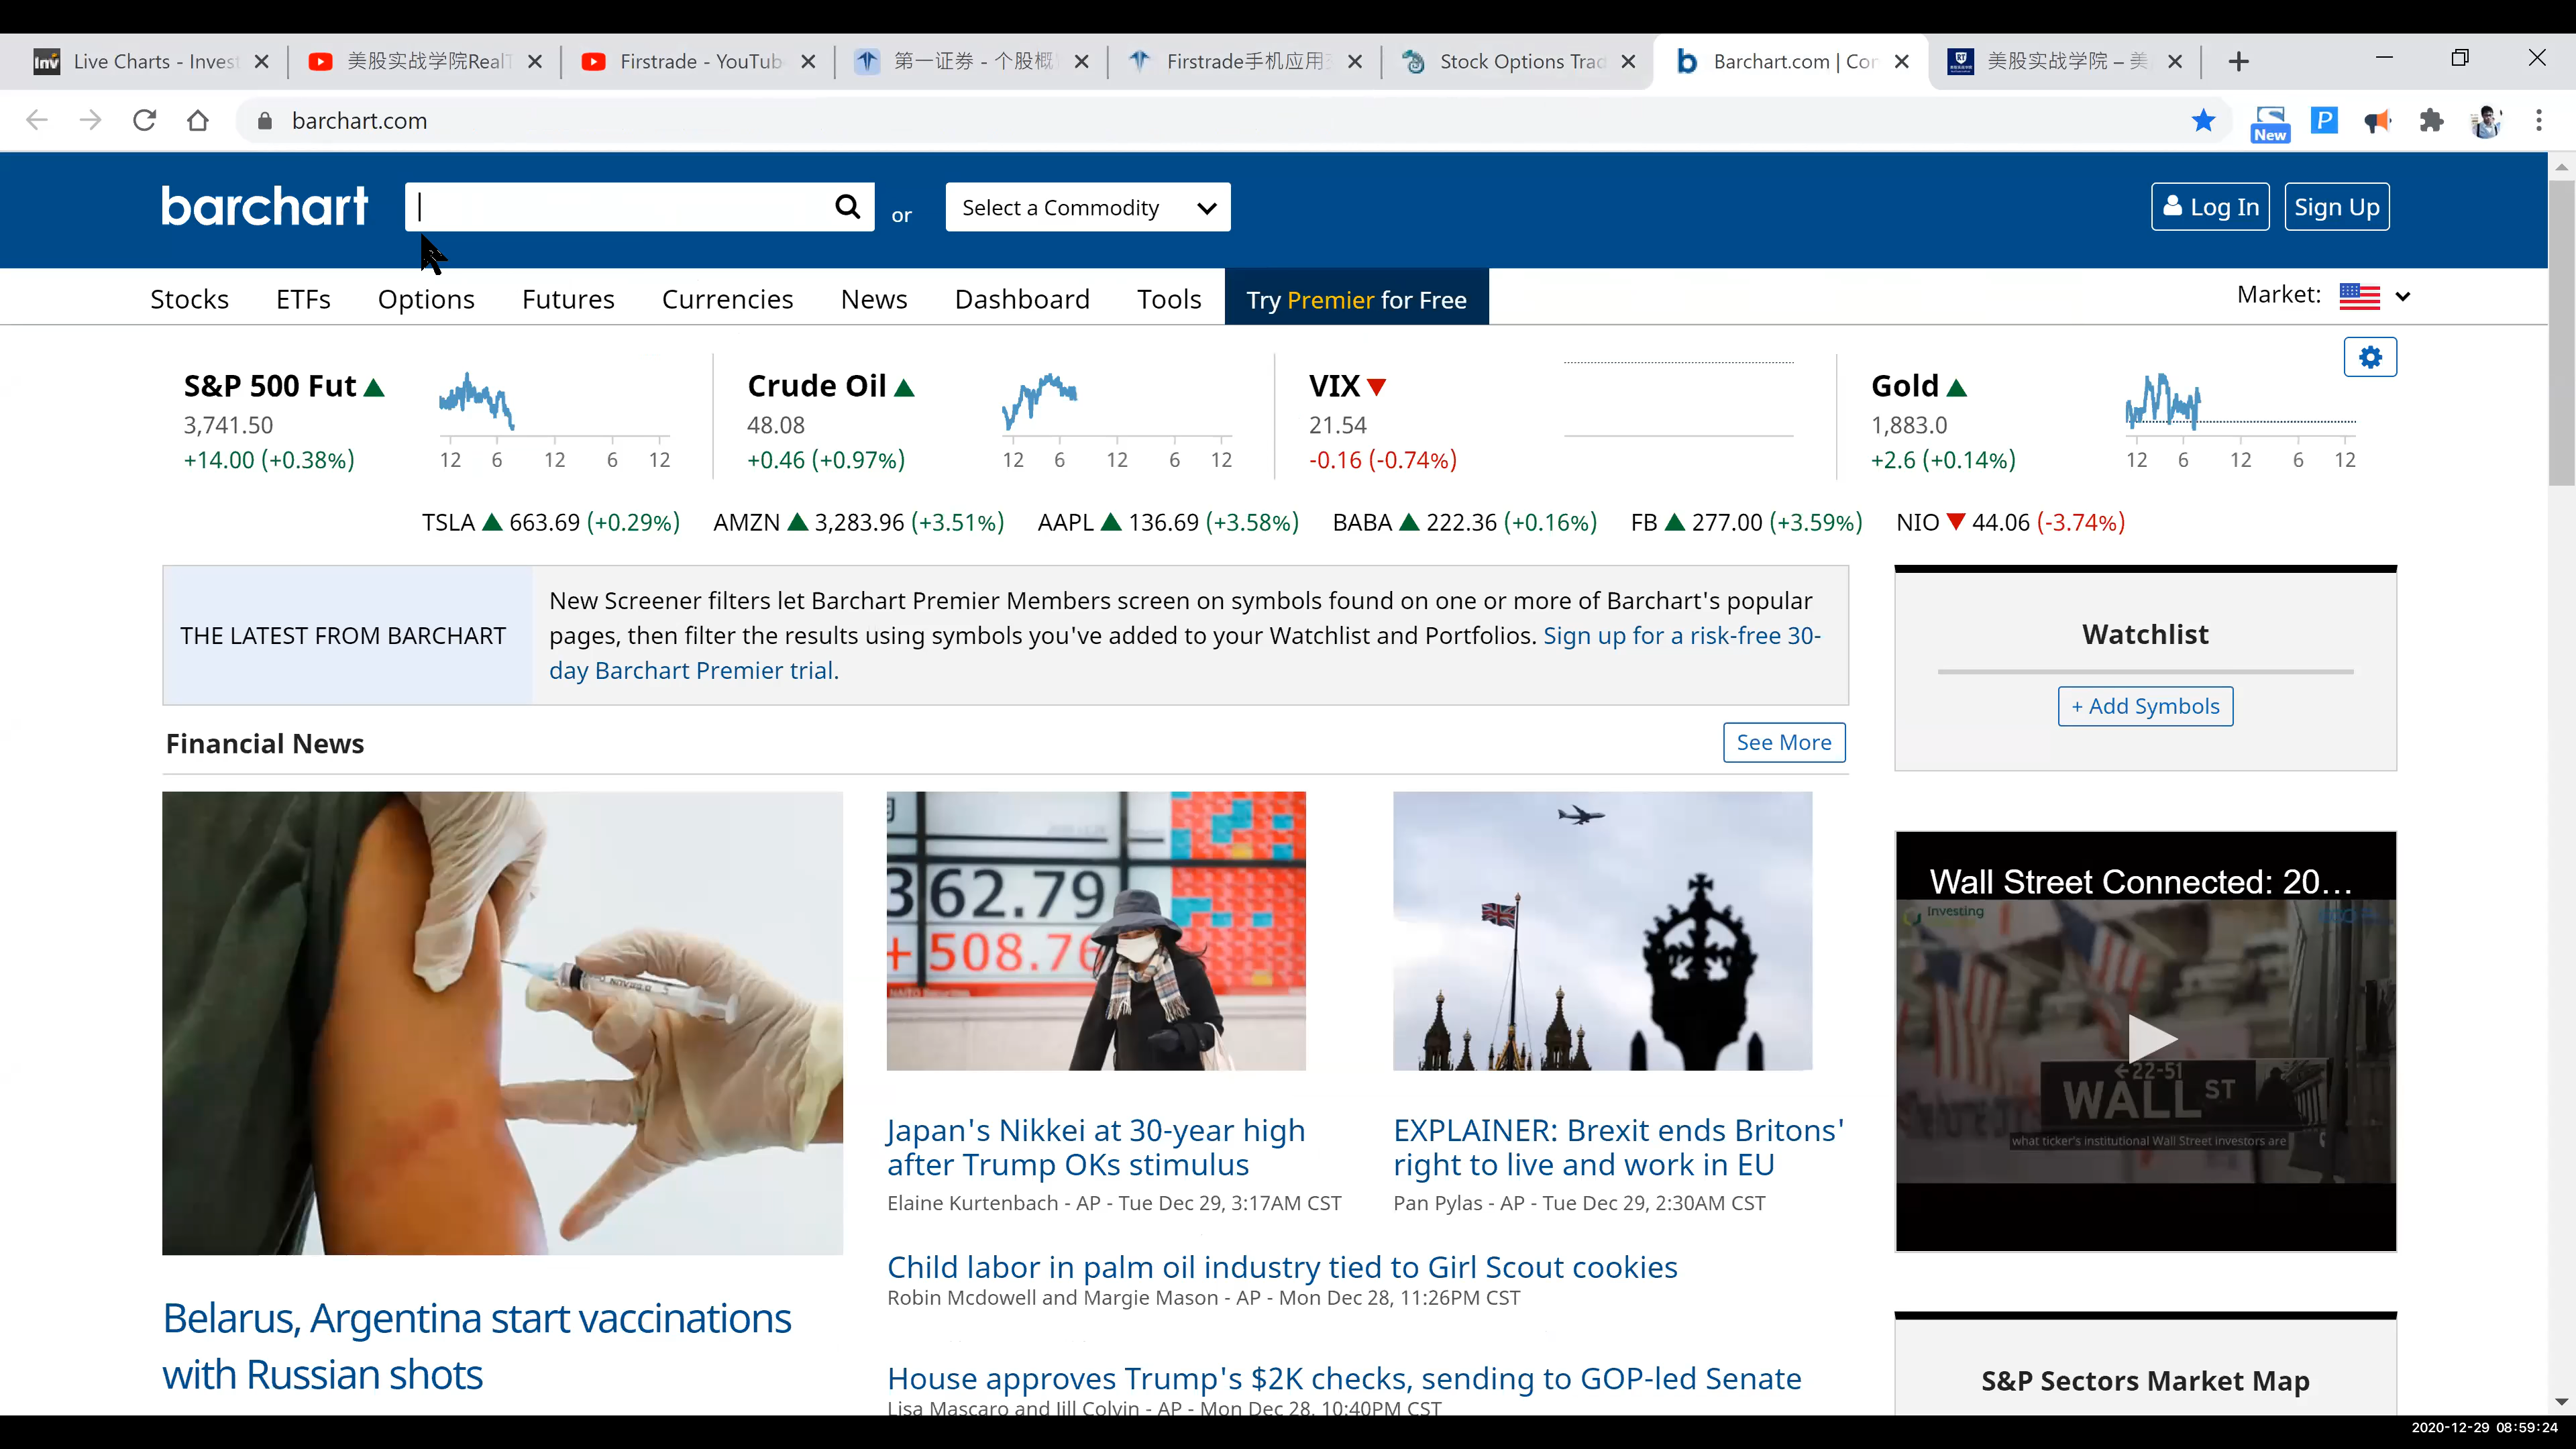 Live Charts - Invest
美股实战学院RealT
Firstrade - YouTub
第一证券 - 个股概
Firstrade手机应用
Stock Options Trad
Barchart.com | Cor
美股实战学院 – 美
barchart.com
New
barchart
or
Select a Commodity
Log In
Sign Up
Stocks
ETFs
Options
Futures
Currencies
News
Dashboard
Tools
Try Premier for Free
Market:
S&P 500 Fut
3,741.50
+14.00 (+0.38%)
12 6 12 6 12
Crude Oil
48.08
+0.46 (+0.97%)
12 6 12 6 12
VIX
21.54
-0.16 (-0.74%)
Gold
1,883.0
+2.6 (+0.14%)
12 6 12 6 12
TSLA 663.69 (+0.29%) AMZN 3,283.96 (+3.51%) AAPL 136.69 (+3.58%) BABA 222.36 (+0.16%) FB 277.00 (+3.59%) NIO 44.06 (-3.74%)
THE LATEST FROM BARCHART
New Screener filters let Barchart Premier Members screen on symbols found on one or more of Barchart's popular
pages, then filter the results using symbols you've added to your Watchlist and Portfolios. Sign up for a risk-free 30-
day Barchart Premier trial.
Watchlist
+ Add Symbols
Financial News
See More
362.79
+508.76
Wall Street Connected: 20...
Investing
←22-51
WALL ST
what ticker's institutional Wall Street investors are
Belarus, Argentina start vaccinations
with Russian shots
Japan's Nikkei at 30-year high
after Trump OKs stimulus
Elaine Kurtenbach - AP - Tue Dec 29, 3:17AM CST
EXPLAINER: Brexit ends Britons'
right to live and work in EU
Pan Pylas - AP - Tue Dec 29, 2:30AM CST
Child labor in palm oil industry tied to Girl Scout cookies
Robin Mcdowell and Margie Mason - AP - Mon Dec 28, 11:26PM CST
House approves Trump's $2K checks, sending to GOP-led Senate
Lisa Mascaro and Jill Colvin - AP - Mon Dec 28, 10:40PM CST
S&P Sectors Market Map
2020-12-29 08:59:24